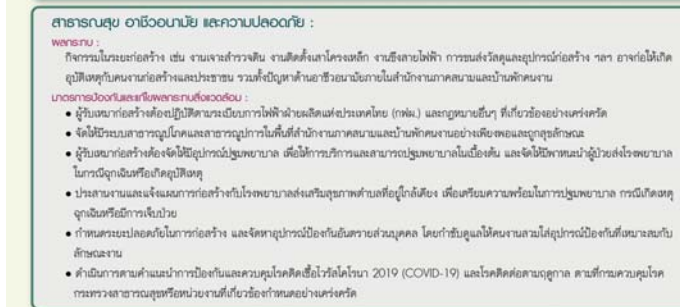 สาธารณสุข อาชีวอนามัย และความปลอดภัย :
ผลกระทบ :
กิจกรรมในระยะก่อสร้าง เช่น งานเจาะสำรวจดิน งานติดตั้งเสาโครงเหล็ก งานขึงสายไฟฟ้า การขนส่งวัสดุและอุปกรณ์ก่อสร้าง ฯลฯ อาจก่อให้เกิด
อุบัติเหตุกับคนงานก่อสร้างและประชาชน รวมทั้งปัญหาด้านอาชีวอนามัยภายในสำนักงานภาคสนามและบ้านพักคนงาน
มาตรการป้องกันและแก้ไขผลกระทบสิ่งแวดล้อม :
• ผู้รับเหมาก่อสร้างต้องปฏิบัติตามระเบียบการไฟฟ้าฝ่ายผลิตแห่งประเทศไทย (กฟผ.) และกฎหมายอื่นๆ ที่เกี่ยวข้องอย่างเคร่งครัด
• จัดให้มีระบบสาธารณูปโภคและสาธารณูปการในพื้นที่สำนักงานภาคสนามและบ้านพักคนงานอย่างเพียงพอและถูกสุขลักษณะ
• ผู้รับเหมาก่อสร้างต้องจัดให้มีอุปกรณ์ปฐมพยาบาล เพื่อให้การบริการและสามารถปฐมพยาบาลในเบื้องต้น และจัดให้มีพาหนะนำผู้ป่วยส่งโรงพยาบาล
ในกรณีฉุกเฉินหรือเกิดอุบัติเหตุ
• ประสานงานและแจ้งแผนการก่อสร้างกับโรงพยาบาลส่งเสริมสุขภาพตำบลที่อยู่ใกล้เคียง เพื่อเตรียมความพร้อมในการปฐมพยาบาล กรณีเกิดเหตุ
ฉุกเฉินหรือมีการเจ็บป่วย
• กำหนดระยะปลอดภัยในการก่อสร้าง และจัดหาอุปกรณ์ป้องกันอันตรายส่วนบุคคล โดยกำชับดูแลให้คนงานสวมใส่อุปกรณ์ป้องกันที่เหมาะสมกับ
ลักษณะงาน
• ดำเนินการตามคำแนะนำการป้องกันและควบคุมโรคติดเชื้อไวรัสโคโรนา 2019 (COVID-19) และโรคติดต่อตามฤดูกาล ตามที่กรมควบคุมโรค
กระทรวงสาธารณสุขหรือหน่วยงานที่เกี่ยวข้องกำหนดอย่างเคร่งครัด